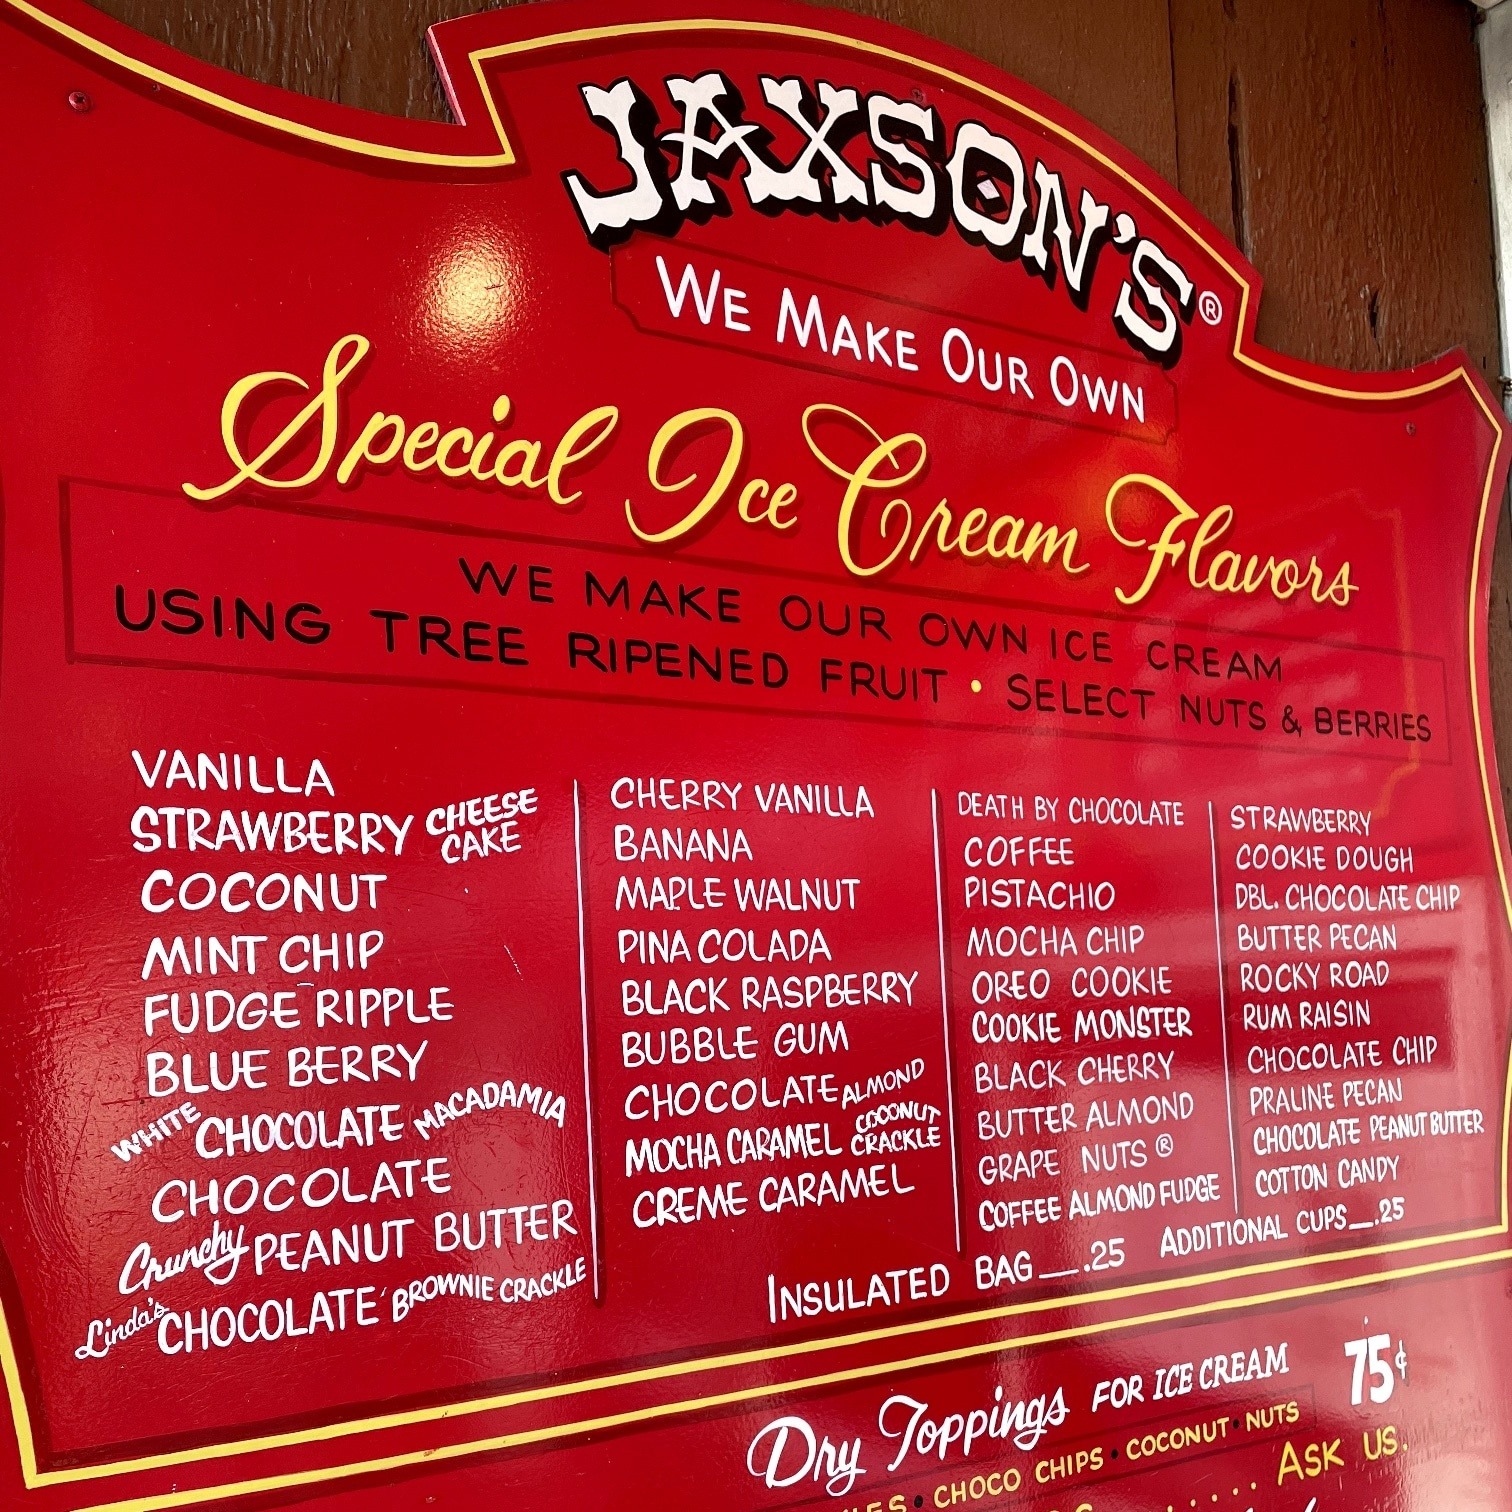 JAXSON'S®
WE MAKE OUR OWN
Special Ice Cream Flavors
WE MAKE OUR OWN ICE CREAM
USING TREE RIPENED FRUIT • SELECT NUTS & BERRIES
VANILLA
STRAWBERRY CHEESE CAKE
COCONUT
MINT CHIP
FUDGE RIPPLE
BLUE BERRY
WHITE CHOCOLATE MACADAMIA
CHOCOLATE
Crunchy PEANUT BUTTER
Linda's CHOCOLATE BROWNIE CRACKLE
CHERRY VANILLA
BANANA
MAPLE WALNUT
PINA COLADA
BLACK RASPBERRY
BUBBLE GUM
CHOCOLATE ALMOND
MOCHA CARAMEL COCONUT CRACKLE
CREME CARAMEL
DEATH BY CHOCOLATE
COFFEE
PISTACHIO
MOCHA CHIP
OREO COOKIE
COOKIE MONSTER
BLACK CHERRY
BUTTER ALMOND
GRAPE NUTS ®
COFFEE ALMOND FUDGE
STRAWBERRY
COOKIE DOUGH
DBL. CHOCOLATE CHIP
BUTTER PECAN
ROCKY ROAD
RUM RAISIN
CHOCOLATE CHIP
PRALINE PECAN
CHOCOLATE PEANUT BUTTER
COTTON CANDY
INSULATED BAG__.25 ADDITIONAL CUPS__.25
Dry Toppings FOR ICE CREAM 75¢
• CHOCO CHIPS • COCONUT • NUTS
..... ASK US.